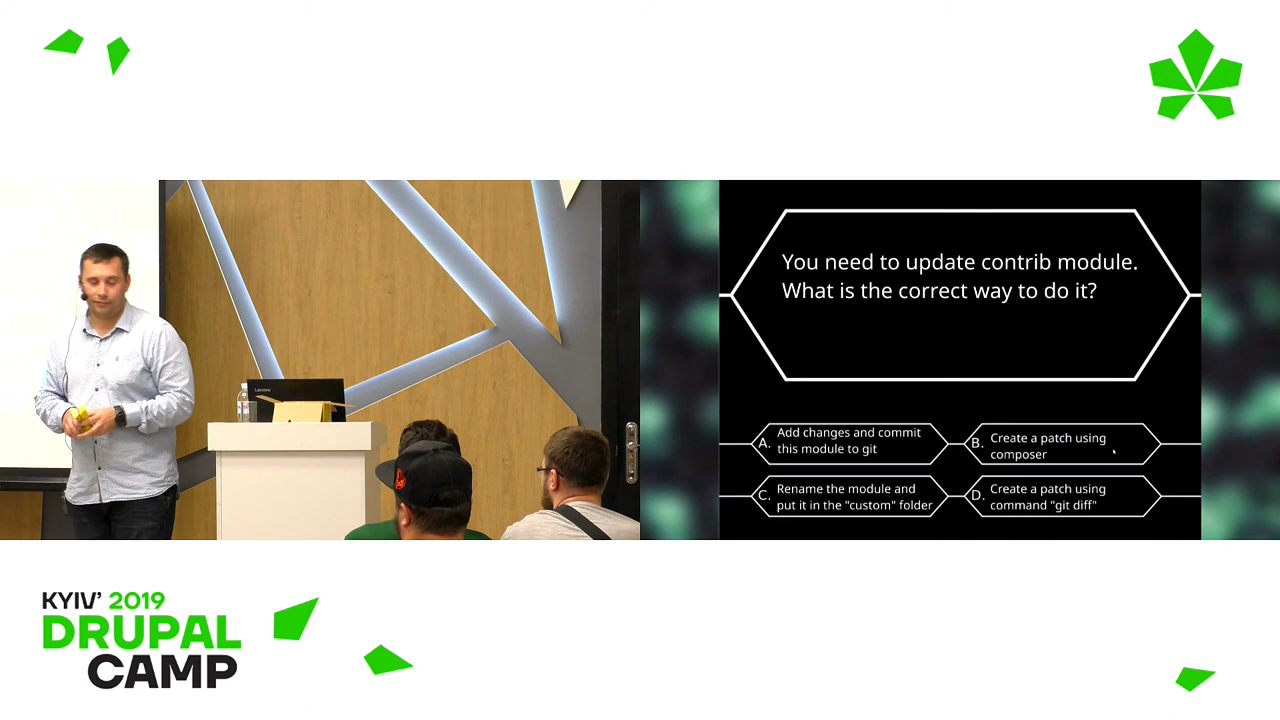 You need to update contrib module.
What is the correct way to do it?
A. Add changes and commit
this module to git
B. Create a patch using
composer
C. Rename the module and
put it in the "custom" folder
D. Create a patch using
command "git diff"
Lenovo
KYIV' 2019
DRUPAL
CAMP